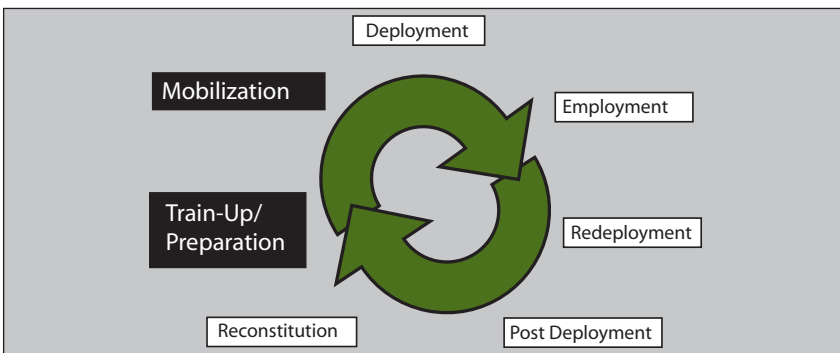 Deployment
Mobilization
Employment
Train-Up/
Preparation
Redeployment
Reconstitution
Post Deployment